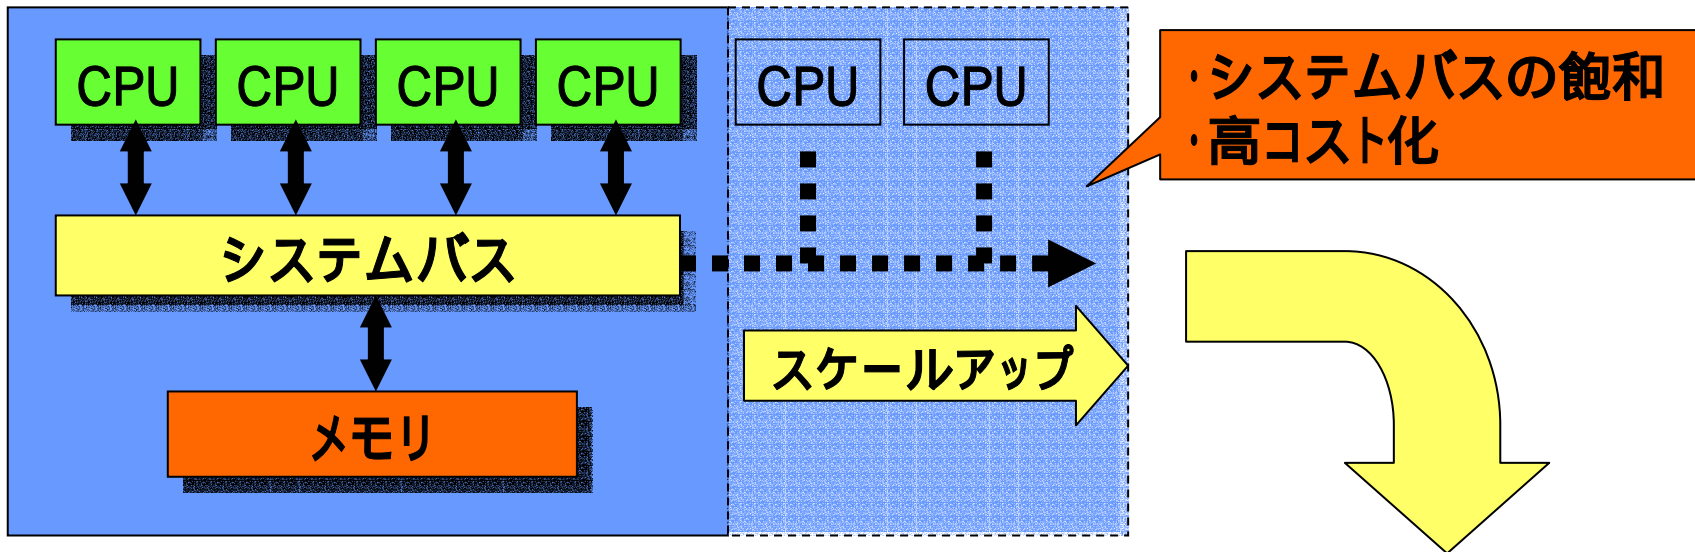 CPU CPU CPU CPU CPU CPU
・システムバスの飽和
・高コスト化
システムバス
スケールアップ
メモリ